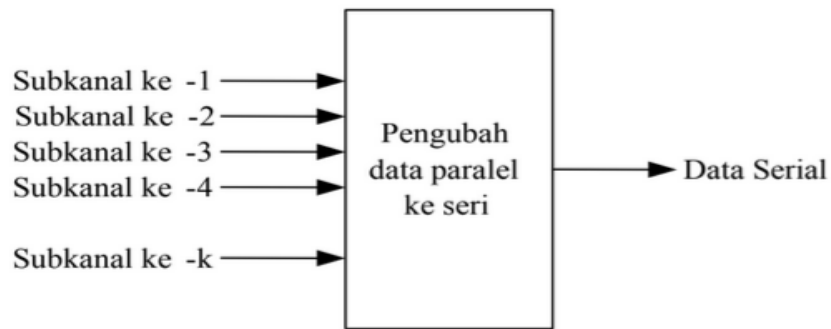 Subkanal ke -1
Subkanal ke -2
Subkanal ke -3
Subkanal ke -4
Subkanal ke -k
Pengubah
data paralel
ke seri
Data Serial